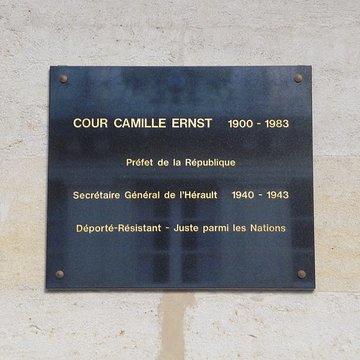 COUR CAMILLE ERNST 1900 - 1983
Préfet de la République
Secrétaire Général de l'Hérault 1940 - 1943
Déporté-Résistant - Juste parmi les Nations